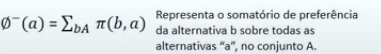 ∅⁻(a) = ∑bA π(b, a)
Representa o somatório de preferência
da alternativa b sobre todas as
alternativas “a”, no conjunto A.